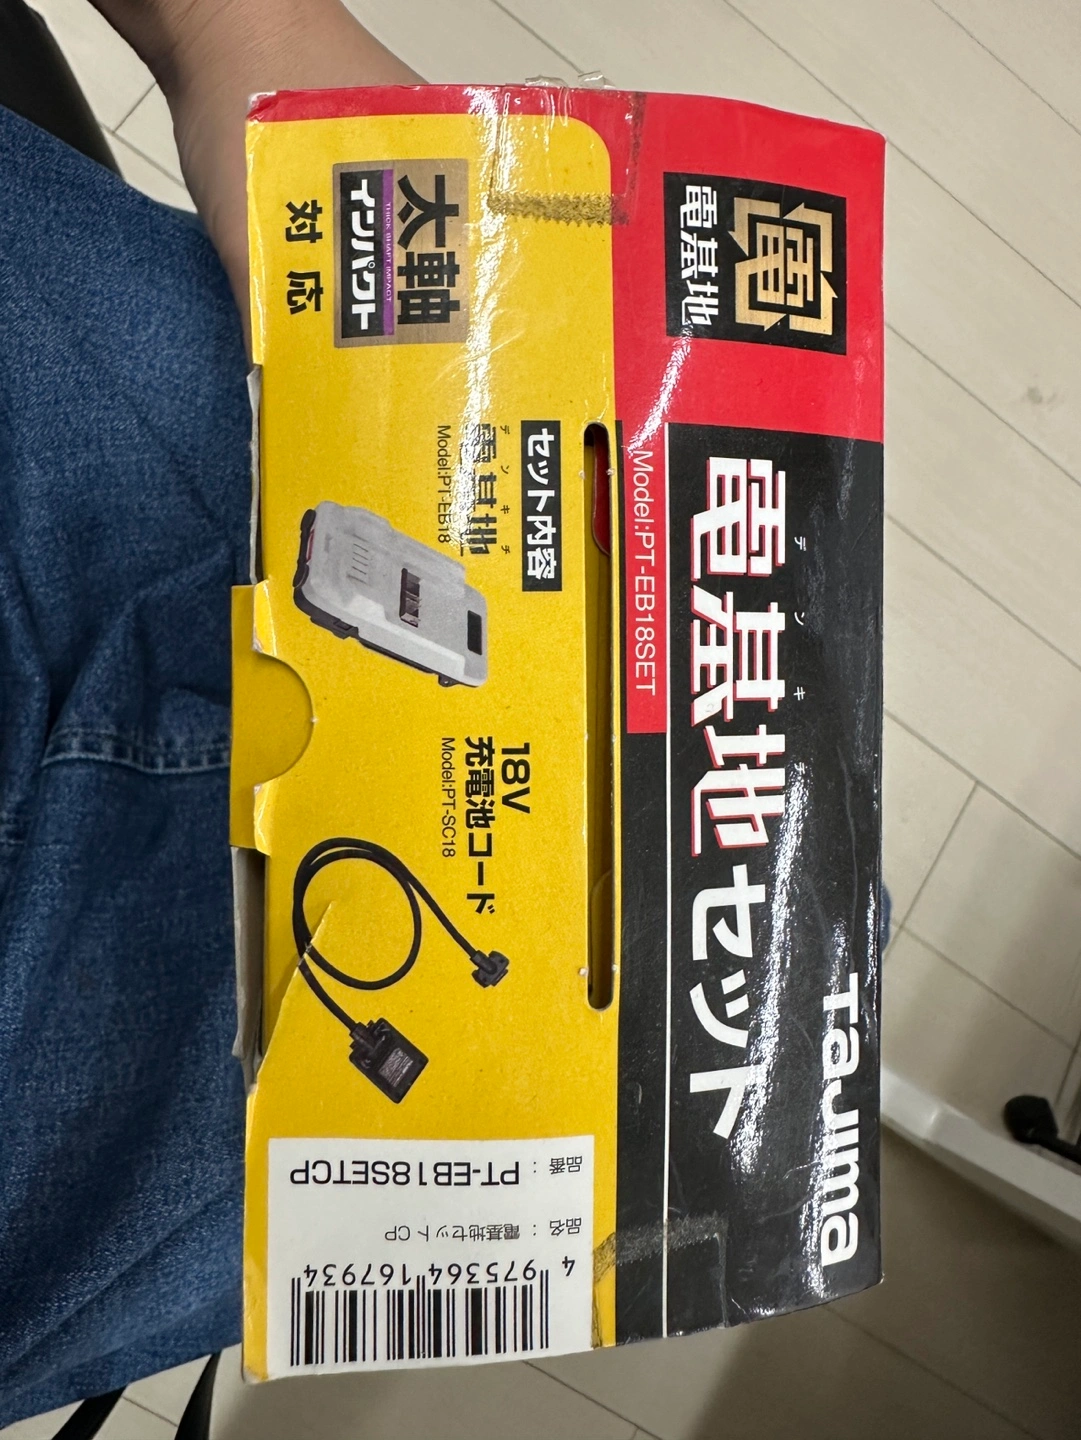 電
電基地
Tajima
デンキチ
電基地セット
Model:PT-EB18SET
太軸
THICK SHAFT IMPACT
インパクト
対応
セット内容
デンキチ
電基地
Model:PT-EB18
18V
充電池コード
Model:PT-SC18
品番：
PT-EB18SETCP
品名：電基地セットCP
4 975364 167934